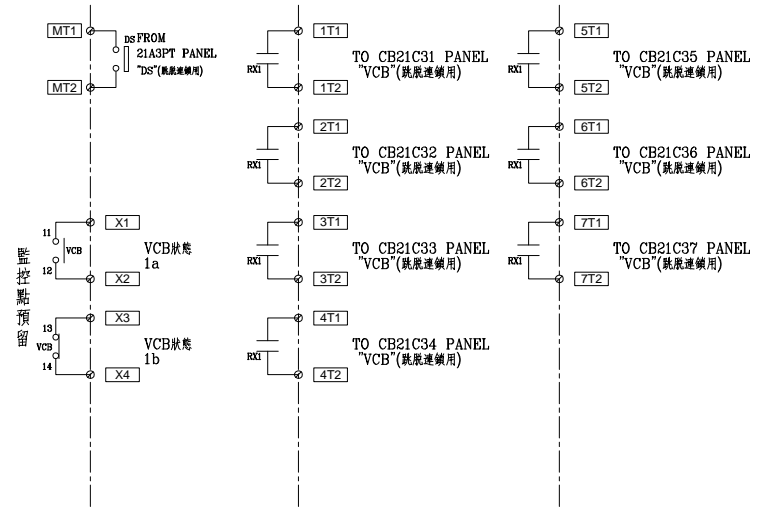 MT1
DS FROM
21A3PT PANEL
"DS"(跳脫連鎖用)
MT2
11
VCB
12
X1
VCB狀態
1a
X2
監控點預留
13
VCB
14
X3
VCB狀態
1b
X4
1T1
RX1
TO CB21C31 PANEL
"VCB"(跳脫連鎖用)
1T2
2T1
RX1
TO CB21C32 PANEL
"VCB"(跳脫連鎖用)
2T2
3T1
RX1
TO CB21C33 PANEL
"VCB"(跳脫連鎖用)
3T2
4T1
RX1
TO CB21C34 PANEL
"VCB"(跳脫連鎖用)
4T2
5T1
RX1
TO CB21C35 PANEL
"VCB"(跳脫連鎖用)
5T2
6T1
RX1
TO CB21C36 PANEL
"VCB"(跳脫連鎖用)
6T2
7T1
RX1
TO CB21C37 PANEL
"VCB"(跳脫連鎖用)
7T2